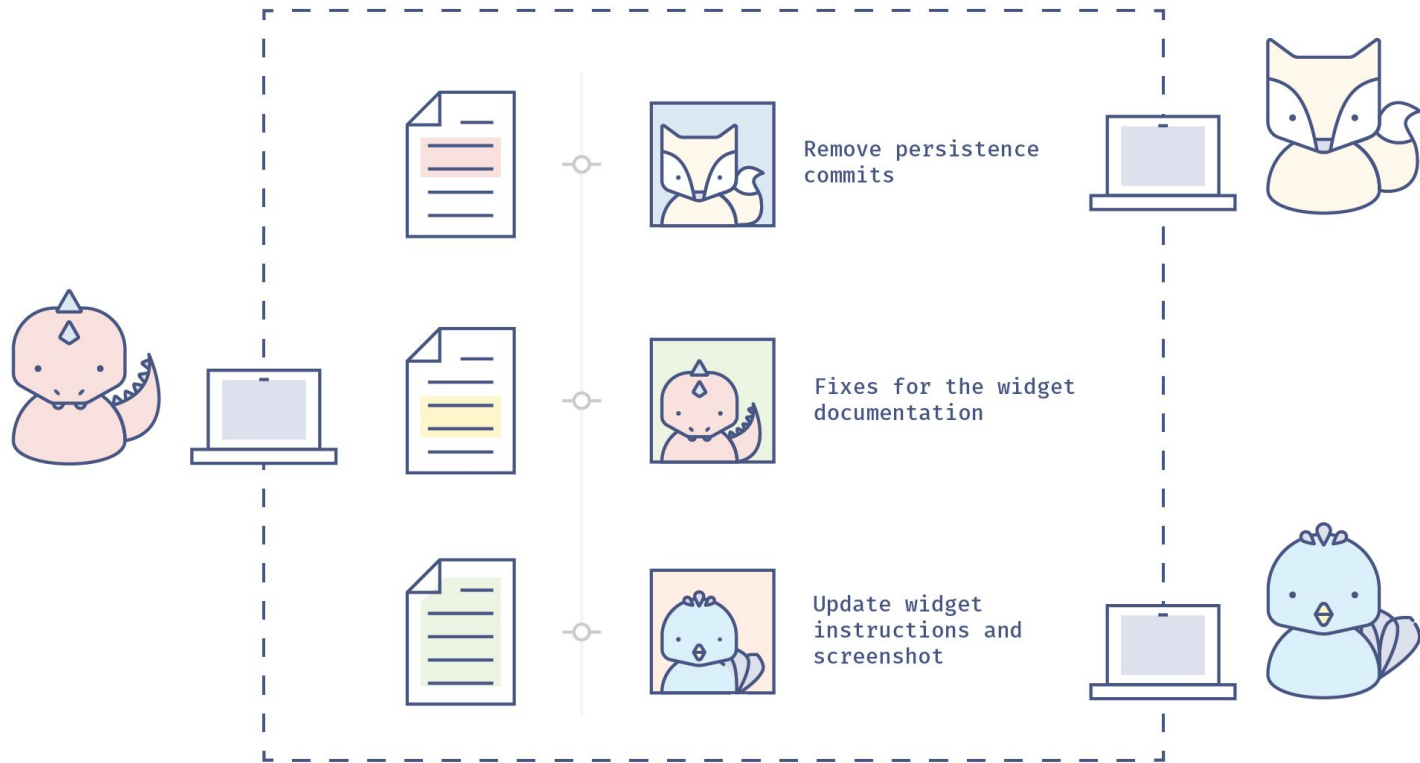 Remove persistence
commits
Fixes for the widget
documentation
Update widget
instructions and
screenshot